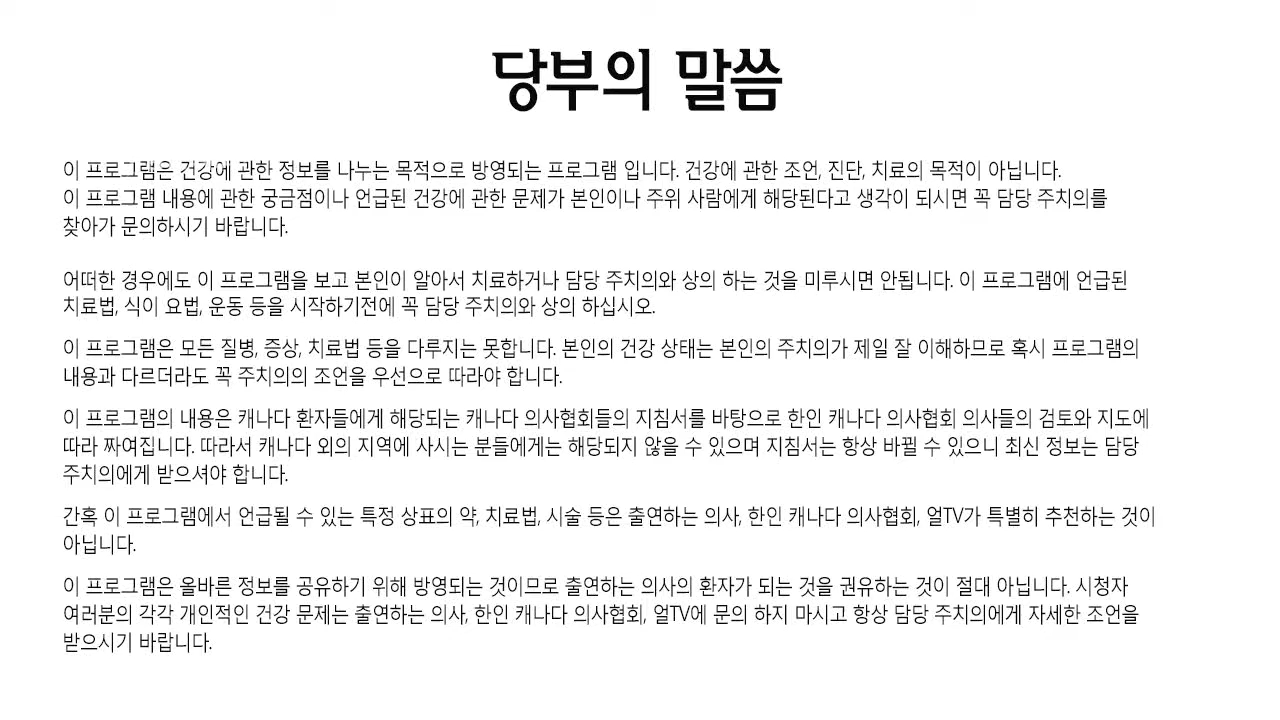 당부의 말씀
이 프로그램은 건강에 관한 정보를 나누는 목적으로 방영되는 프로그램 입니다. 건강에 관한 조언, 진단, 치료의 목적이 아닙니다.
이 프로그램 내용에 관한 궁금점이나 언급된 건강에 관한 문제가 본인이나 주위 사람에게 해당된다고 생각이 되시면 꼭 담당 주치의를
찾아가 문의하시기 바랍니다.
어떠한 경우에도 이 프로그램을 보고 본인이 알아서 치료하거나 담당 주치의와 상의 하는 것을 미루시면 안됩니다. 이 프로그램에 언급된
치료법, 식이 요법, 운동 등을 시작하기전에 꼭 담당 주치의와 상의 하십시오.
이 프로그램은 모든 질병, 증상, 치료법 등을 다루지는 못합니다. 본인의 건강 상태는 본인의 주치의가 제일 잘 이해하므로 혹시 프로그램의
내용과 다르더라도 꼭 주치의의 조언을 우선으로 따라야 합니다.
이 프로그램의 내용은 캐나다 환자들에게 해당되는 캐나다 의사협회들의 지침서를 바탕으로 한인 캐나다 의사협회 의사들의 검토와 지도에
따라 짜여집니다. 따라서 캐나다 외의 지역에 사시는 분들에게는 해당되지 않을 수 있으며 지침서는 항상 바뀔 수 있으니 최신 정보는 담당
주치의에게 받으셔야 합니다.
간혹 이 프로그램에서 언급될 수 있는 특정 상표의 약, 치료법, 시술 등은 출연하는 의사, 한인 캐나다 의사협회, 얼TV가 특별히 추천하는 것이
아닙니다.
이 프로그램은 올바른 정보를 공유하기 위해 방영되는 것이므로 출연하는 의사의 환자가 되는 것을 권유하는 것이 절대 아닙니다. 시청자
여러분의 각각 개인적인 건강 문제는 출연하는 의사, 한인 캐나다 의사협회, 얼TV에 문의 하지 마시고 항상 담당 주치의에게 자세한 조언을
받으시기 바랍니다.